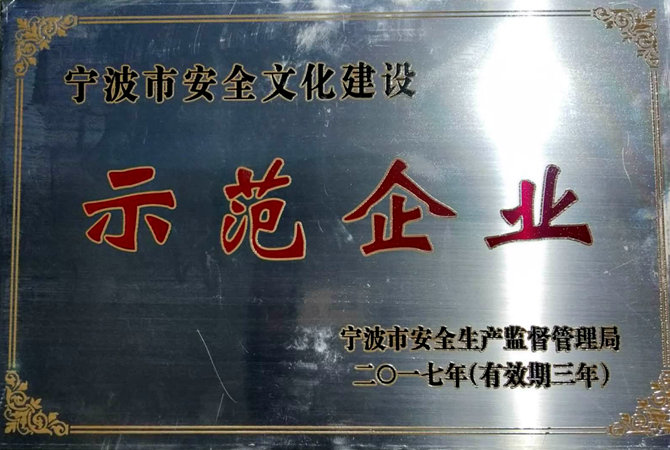 宁波市安全文化建设
示范企业
宁波市安全生产监督管理局
二〇一七年(有效期三年)